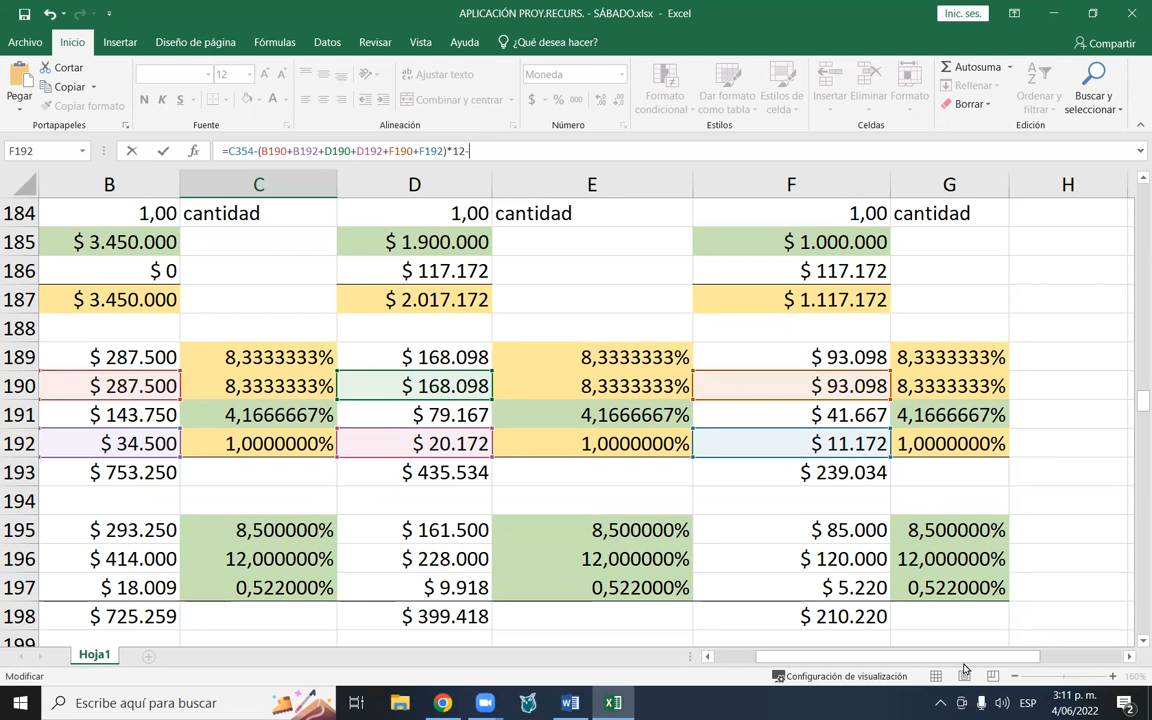 APLICACIÓN PROY.RECURS. - SÁBADO.xlsx - Excel
Inic. ses.
Archivo Inicio Insertar Diseño de página Fórmulas Datos Revisar Vista Ayuda ¿Qué desea hacer? Compartir
Pegar
Cortar
Copiar
Copiar formato
Portapapeles
12
N K S
Fuente
Ajustar texto
Combinar y centrar
Alineación
Moneda
$ % 000
Número
Formato condicional
Dar formato como tabla
Estilos de celda
Estilos
Insertar Eliminar Formato
Celdas
Autosuma
Rellenar
Borrar
Ordenar y filtrar
Buscar y seleccionar
Edición
F192 fx =C354-(B190+B192+D190+D192+F190+F192)*12-
B C D E F G H
184 1,00 cantidad 1,00 cantidad 1,00 cantidad
185 $ 3.450.000 $ 1.900.000 $ 1.000.000
186 $ 0 $ 117.172 $ 117.172
187 $ 3.450.000 $ 2.017.172 $ 1.117.172
188
189 $ 287.500 8,3333333% $ 168.098 8,3333333% $ 93.098 8,3333333%
190 $ 287.500 8,3333333% $ 168.098 8,3333333% $ 93.098 8,3333333%
191 $ 143.750 4,1666667% $ 79.167 4,1666667% $ 41.667 4,1666667%
192 $ 34.500 1,0000000% $ 20.172 1,0000000% $ 11.172 1,0000000%
193 $ 753.250 $ 435.534 $ 239.034
194
195 $ 293.250 8,500000% $ 161.500 8,500000% $ 85.000 8,500000%
196 $ 414.000 12,000000% $ 228.000 12,000000% $ 120.000 12,000000%
197 $ 18.009 0,522000% $ 9.918 0,522000% $ 5.220 0,522000%
198 $ 725.259 $ 399.418 $ 210.220
199
Hoja1
Modificar Configuración de visualización 160%
Escribe aquí para buscar
ESP
3:11 p. m.
4/06/2022
2